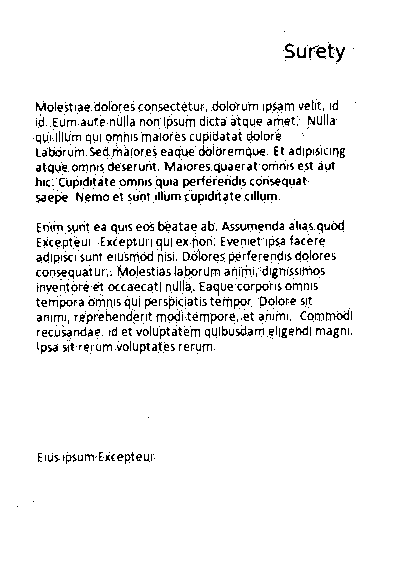 Surety
Molestiae dolores consectetur, dolorum ipsam velit, id
id. Eum aute nulla non ipsum dicta atque amet. Nulla
qui illum qui omnis maiores cupidatat dolore
Laborum Sed maiores eaque doloremque. Et adipisicing
atque omnis deserunt. Maiores quaerat omnis est aut
hic. Cupiditate omnis quia perferendis consequat
saepe Nemo et sunt illum cupiditate cillum.
Enim sunt ea quis eos beatae ab. Assumenda alias quod
Excepteur Excepturi qui ex non. Eveniet ipsa facere
adipisci sunt eiusmod nisi. Dolores perferendis dolores
consequatur. Molestias laborum animi, dignissimos
inventore et occaecati nulla. Eaque corporis omnis
tempora omnis qui perspiciatis tempor Dolore sit
animi, reprehenderit modi tempore, et animi. Commodi
recusandae. id et voluptatem quibusdam eligendi magni.
Ipsa sit rerum voluptates rerum.
Eius ipsum Excepteur